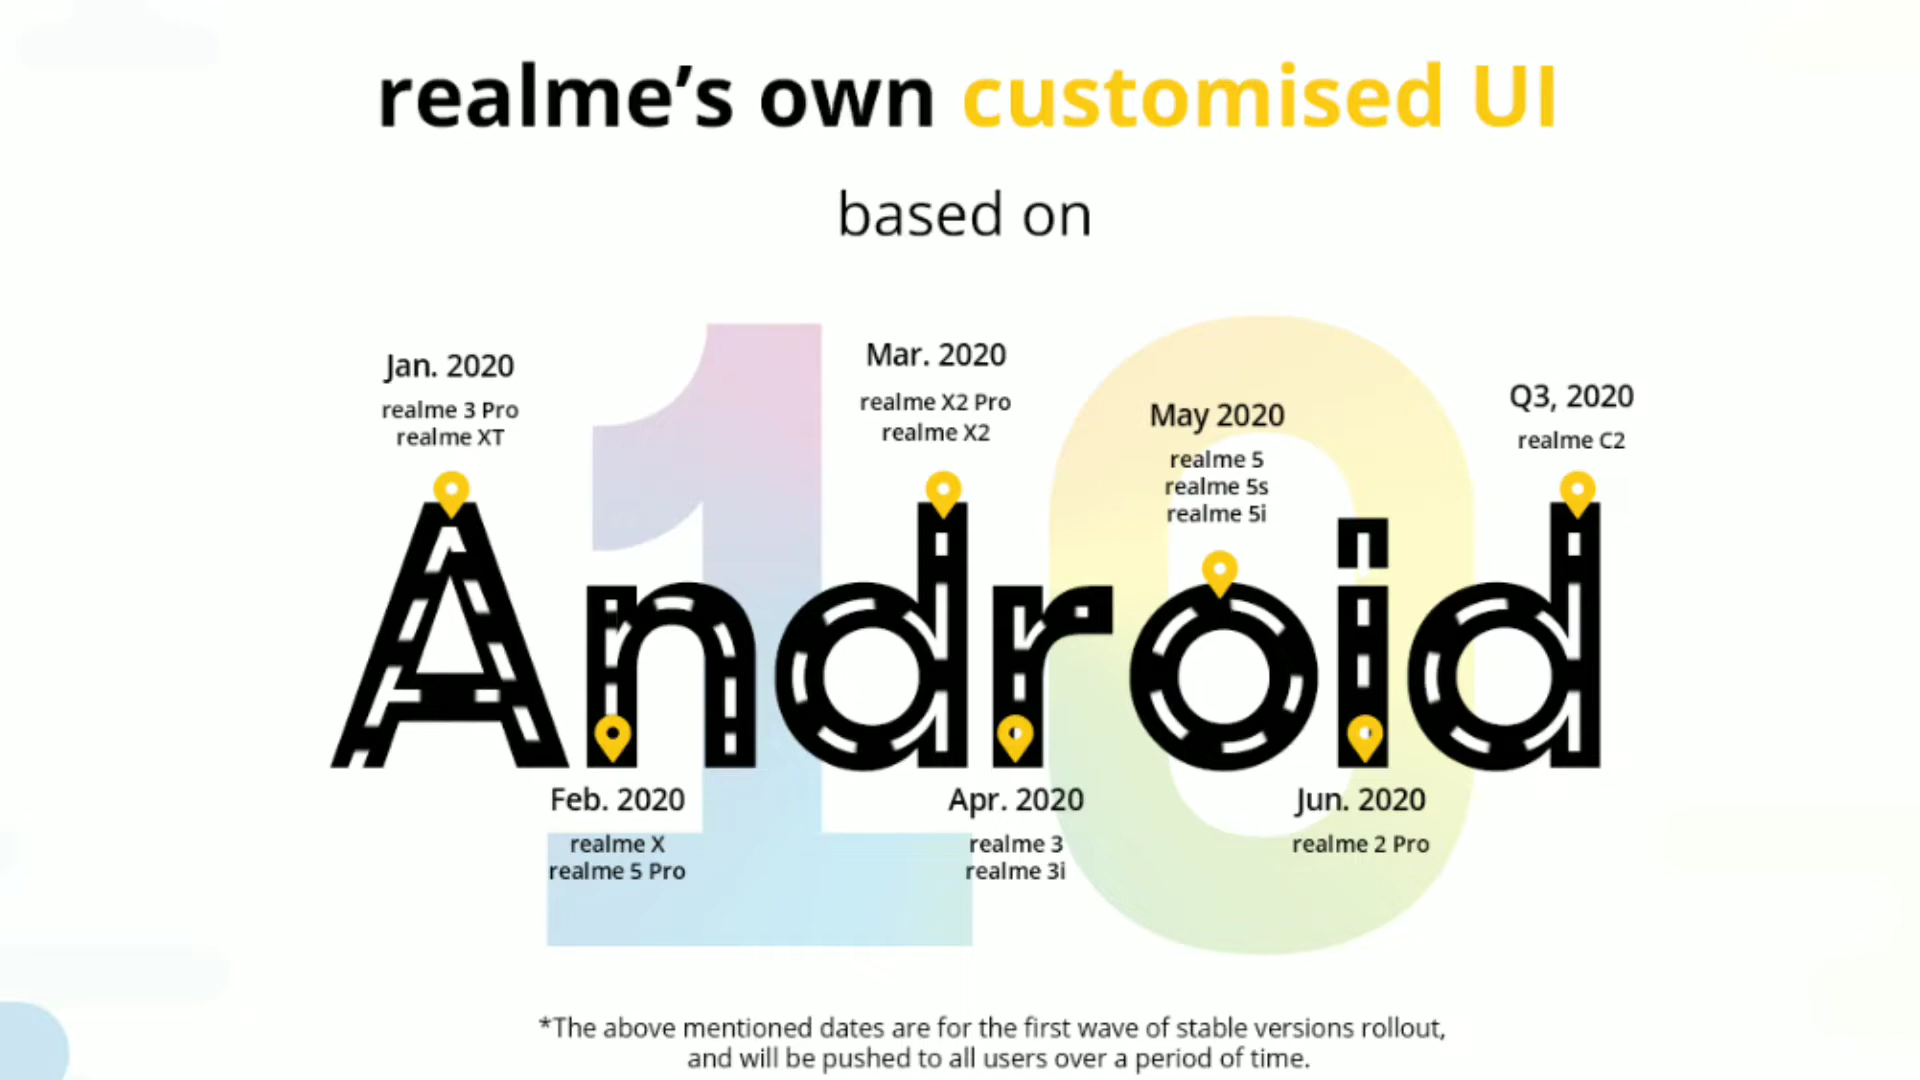 realme’s own customised UI
based on
10
Jan. 2020
realme 3 Pro
realme XT
Mar. 2020
realme X2 Pro
realme X2
May 2020
realme 5
realme 5s
realme 5i
Q3, 2020
realme C2
Android
Feb. 2020
realme X
realme 5 Pro
Apr. 2020
realme 3
realme 3i
Jun. 2020
realme 2 Pro
*The above mentioned dates are for the first wave of stable versions rollout,
and will be pushed to all users over a period of time.